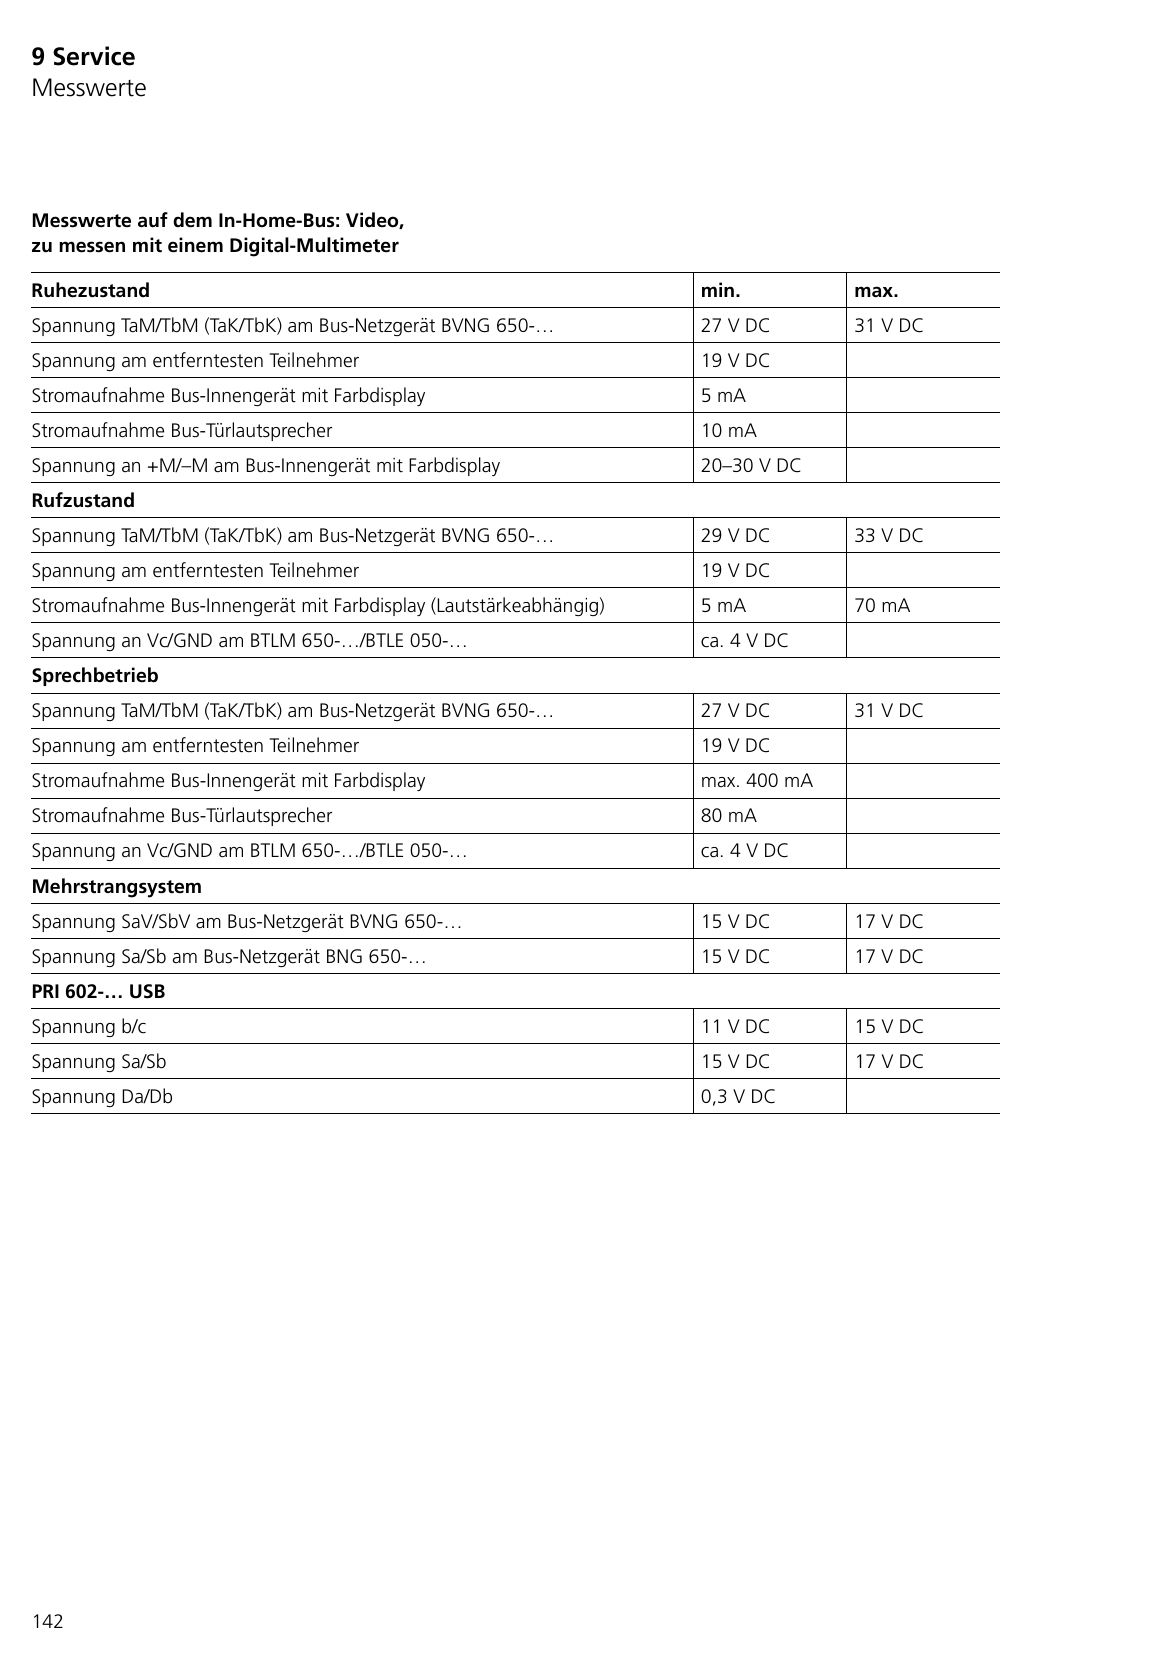 9 Service
Messwerte
Messwerte auf dem In-Home-Bus: Video,
zu messen mit einem Digital-Multimeter
Ruhezustand min. max.
Spannung TaM/TbM (TaK/TbK) am Bus-Netzgerät BVNG 650-… 27 V DC 31 V DC
Spannung am entferntesten Teilnehmer 19 V DC
Stromaufnahme Bus-Innengerät mit Farbdisplay 5 mA
Stromaufnahme Bus-Türlautsprecher 10 mA
Spannung an +M/–M am Bus-Innengerät mit Farbdisplay 20–30 V DC
Rufzustand
Spannung TaM/TbM (TaK/TbK) am Bus-Netzgerät BVNG 650-… 29 V DC 33 V DC
Spannung am entferntesten Teilnehmer 19 V DC
Stromaufnahme Bus-Innengerät mit Farbdisplay (Lautstärkeabhängig) 5 mA 70 mA
Spannung an Vc/GND am BTLM 650-…/BTLE 050-… ca. 4 V DC
Sprechbetrieb
Spannung TaM/TbM (TaK/TbK) am Bus-Netzgerät BVNG 650-… 27 V DC 31 V DC
Spannung am entferntesten Teilnehmer 19 V DC
Stromaufnahme Bus-Innengerät mit Farbdisplay max. 400 mA
Stromaufnahme Bus-Türlautsprecher 80 mA
Spannung an Vc/GND am BTLM 650-…/BTLE 050-… ca. 4 V DC
Mehrstrangsystem
Spannung SaV/SbV am Bus-Netzgerät BVNG 650-… 15 V DC 17 V DC
Spannung Sa/Sb am Bus-Netzgerät BNG 650-… 15 V DC 17 V DC
PRI 602-… USB
Spannung b/c 11 V DC 15 V DC
Spannung Sa/Sb 15 V DC 17 V DC
Spannung Da/Db 0,3 V DC
142